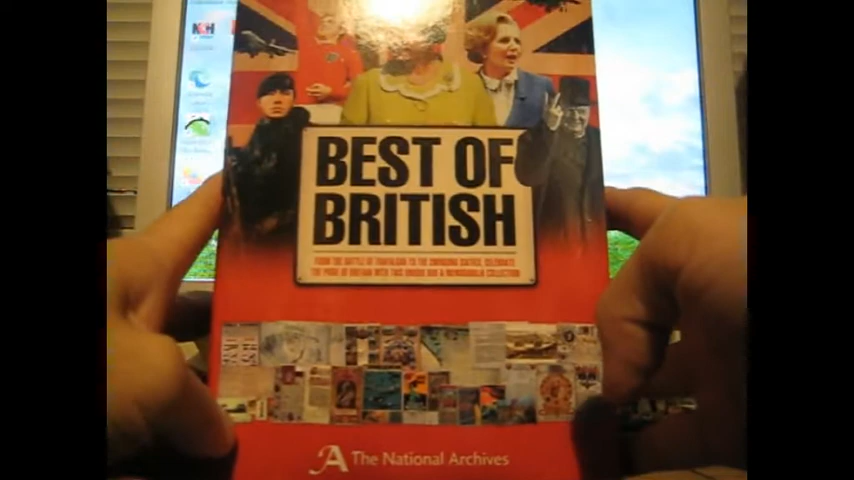 BEST OF
BRITISH
FROM THE BATTLE OF TRAFALGAR TO THE SWINGING SIXTIES, CELEBRATE
THE PRIDE OF BRITAIN WITH THIS UNIQUE DVD & MEMORABILIA COLLECTION
The National Archives